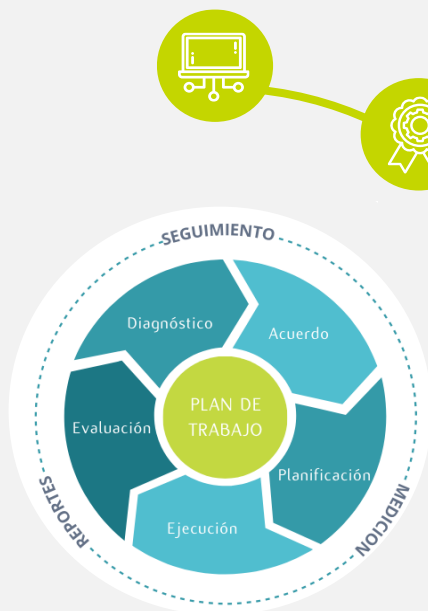 SEGUIMIENTO
Diagnóstico
Acuerdo
PLAN DE
TRABAJO
Evaluación
Planificación
Ejecución
REPORTES
MEDICION